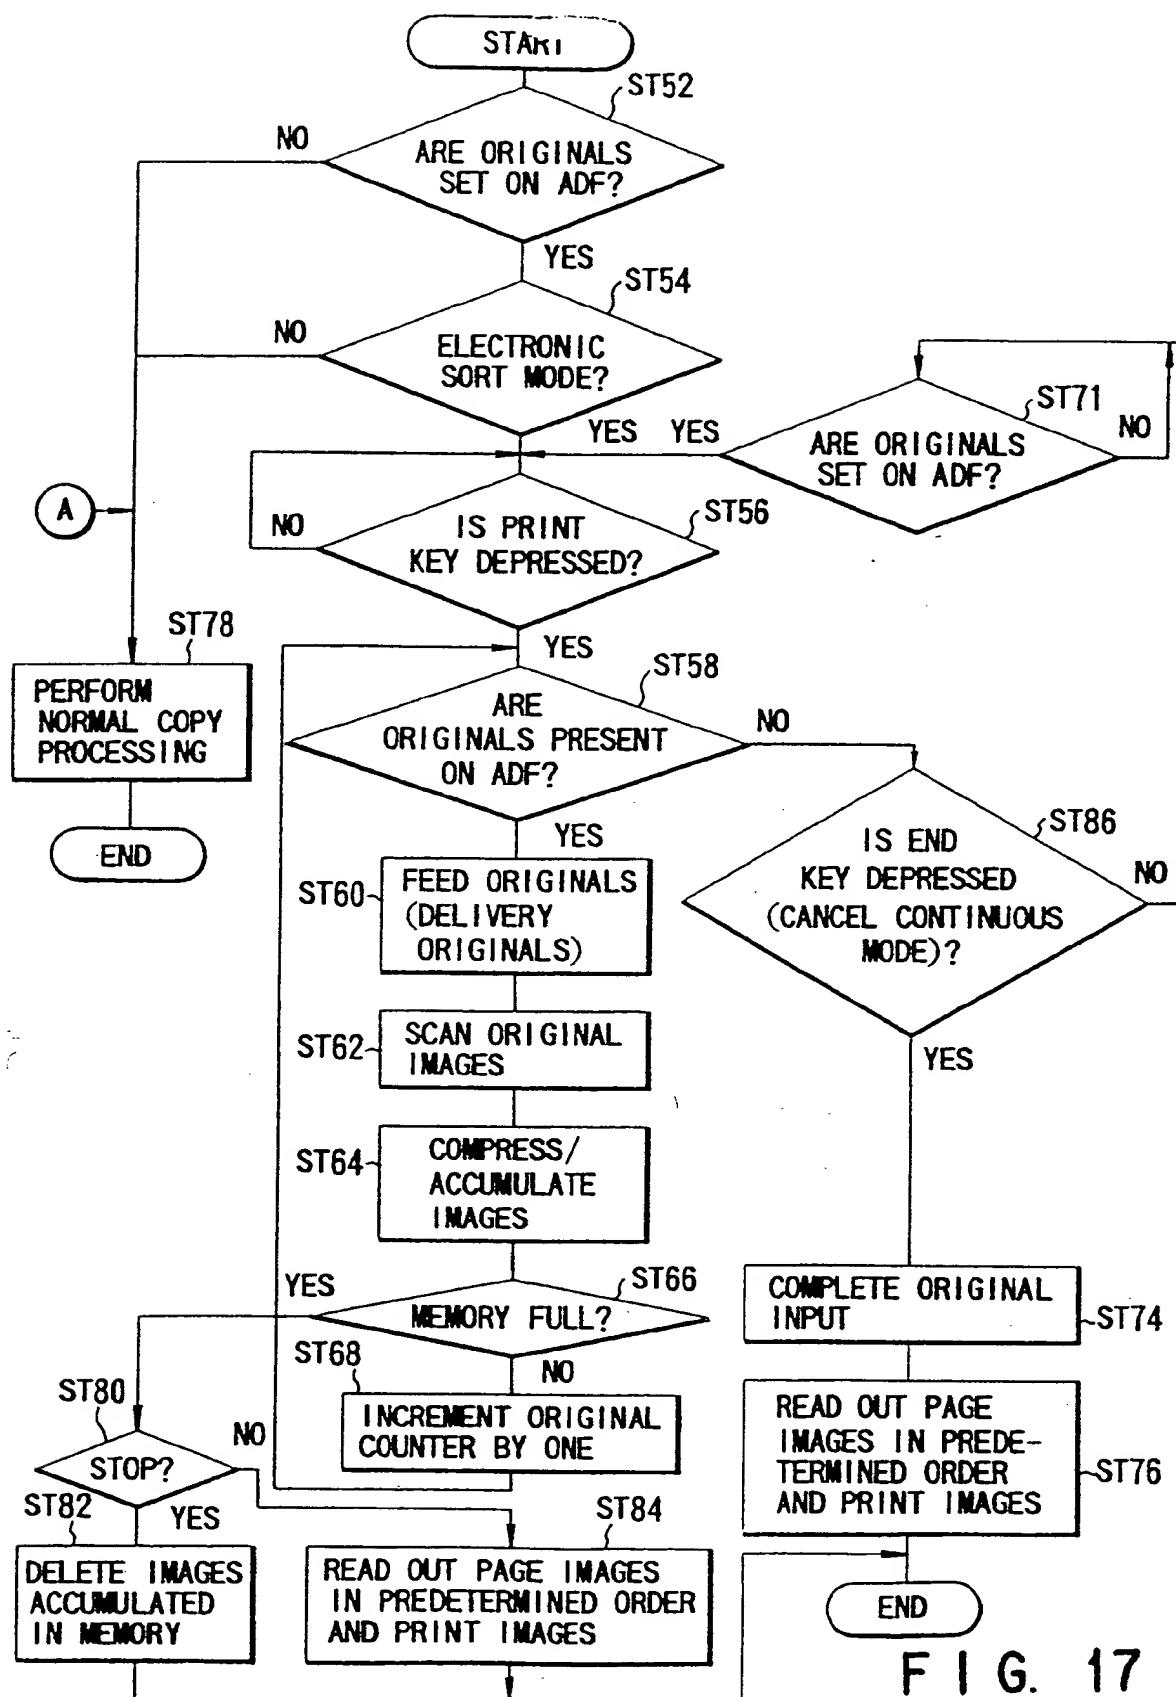 START
ST52
NO
ARE ORIGINALS
SET ON ADF?
YES
ST54
NO
ELECTRONIC
SORT MODE?
YES
YES
ST71
NO
ARE ORIGINALS
SET ON ADF?
A
NO
ST56
IS PRINT
KEY DEPRESSED?
YES
ST78
PERFORM
NORMAL COPY
PROCESSING
END
ST58
ARE
ORIGINALS PRESENT
ON ADF?
NO
YES
ST86
IS END
KEY DEPRESSED
(CANCEL CONTINUOUS
MODE)?
NO
YES
ST60
FEED ORIGINALS
(DELIVERY
ORIGINALS)
ST62
SCAN ORIGINAL
IMAGES
ST64
COMPRESS/
ACCUMULATE
IMAGES
YES
ST66
MEMORY FULL?
NO
ST68
INCREMENT ORIGINAL
COUNTER BY ONE
COMPLETE ORIGINAL
INPUT
ST74
READ OUT PAGE
IMAGES IN PREDE-
TERMINED ORDER
AND PRINT IMAGES
ST76
ST80
NO
STOP?
YES
ST82
DELETE IMAGES
ACCUMULATED
IN MEMORY
ST84
READ OUT PAGE IMAGES
IN PREDETERMINED ORDER
AND PRINT IMAGES
END
FIG. 17